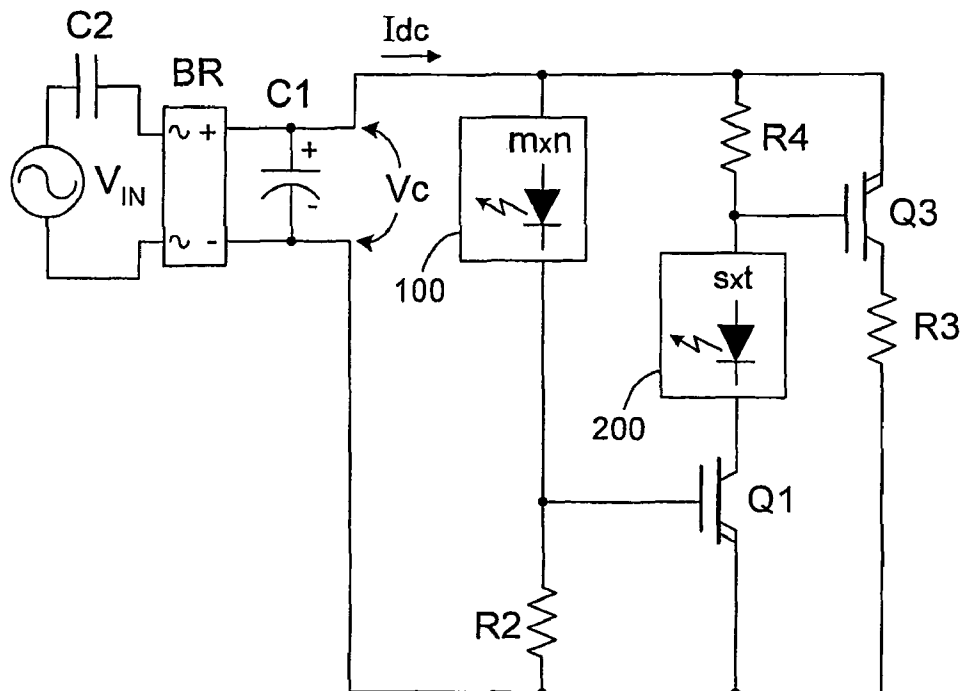 C2
Idc
BR
C1
~ +
+
mxn
R4
V_IN
Vc
Q3
~ -
-
100
sxt
R3
200
Q1
R2